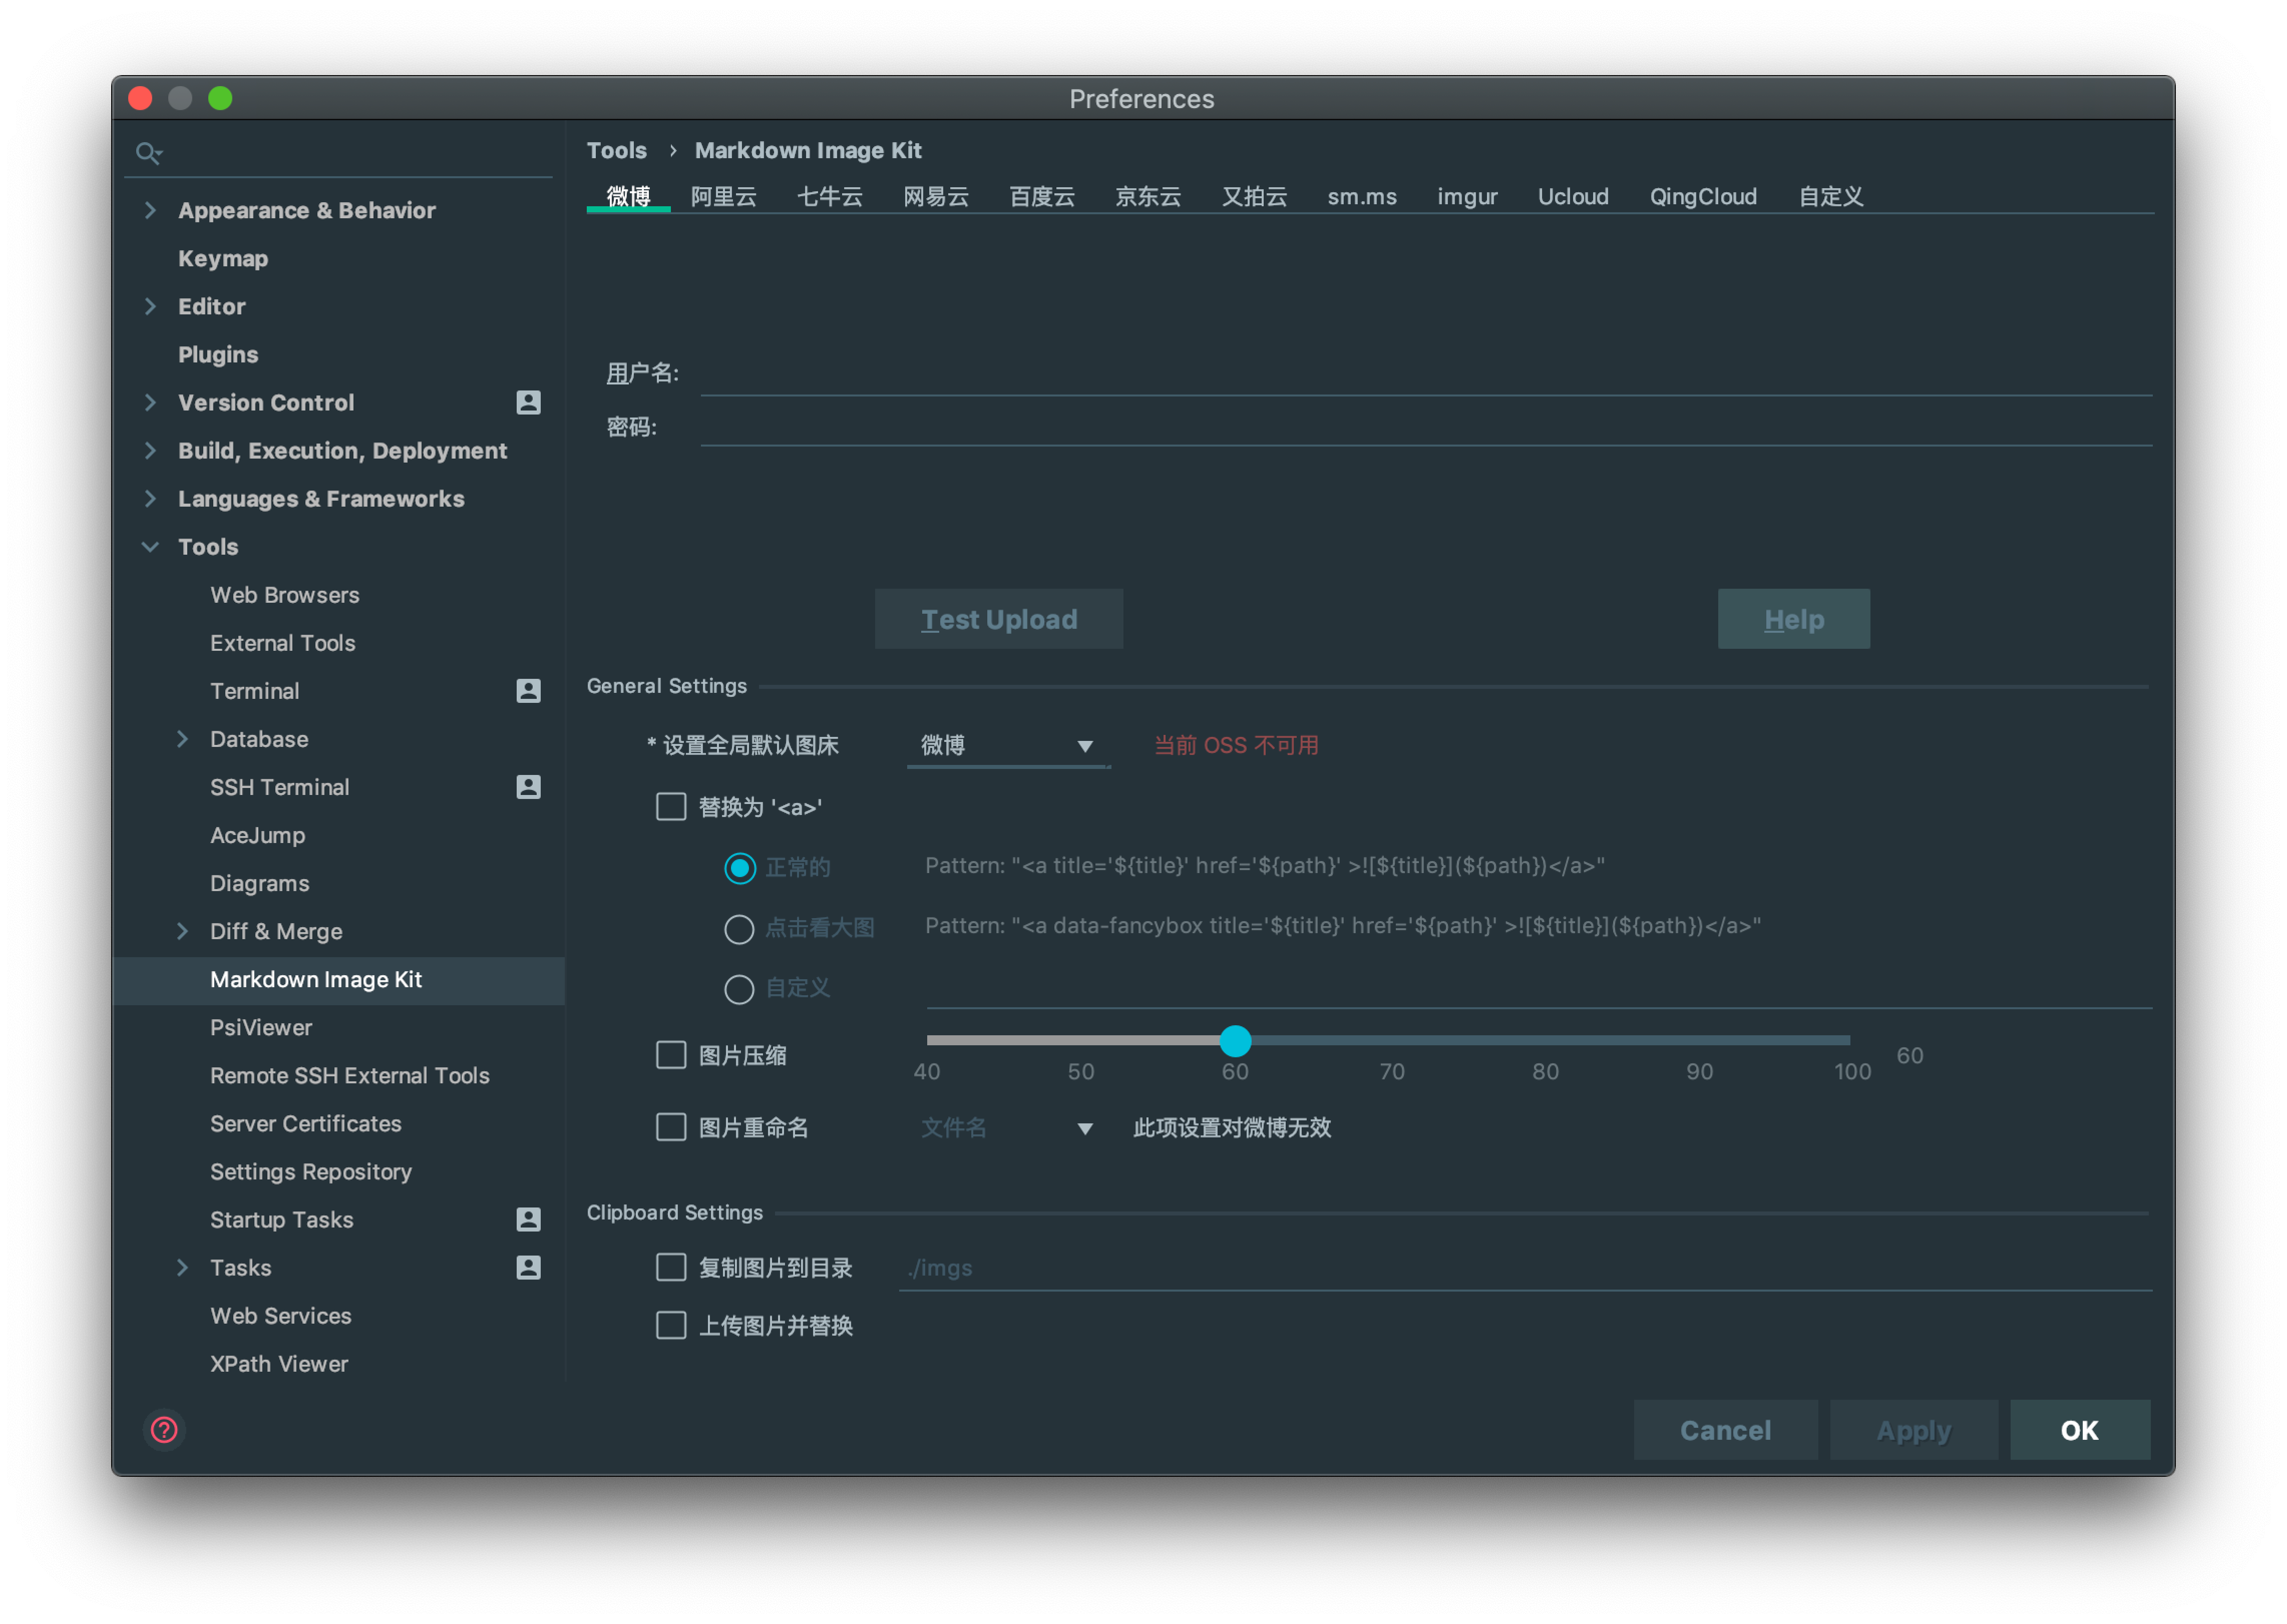 Preferences
Appearance & Behavior
Keymap
Editor
Plugins
Version Control
Build, Execution, Deployment
Languages & Frameworks
Tools
Web Browsers
External Tools
Terminal
Database
SSH Terminal
AceJump
Diagrams
Diff & Merge
Markdown Image Kit
PsiViewer
Remote SSH External Tools
Server Certificates
Settings Repository
Startup Tasks
Tasks
Web Services
XPath Viewer
Tools › Markdown Image Kit
微博 阿里云 七牛云 网易云 百度云 京东云 又拍云 sm.ms imgur Ucloud QingCloud 自定义
用户名:
密码:
Test Upload Help
General Settings
* 设置全局默认图床 微博 当前 OSS 不可用
替换为 '<a>'
正常的 Pattern: "<a title='${title}' href='${path}' >![${title}](${path})</a>"
点击看大图 Pattern: "<a data-fancybox title='${title}' href='${path}' >![${title}](${path})</a>"
自定义
图片压缩 60
40 50 60 70 80 90 100
图片重命名 文件名 此项设置对微博无效
Clipboard Settings
复制图片到目录 ./imgs
上传图片并替换
? Cancel Apply OK